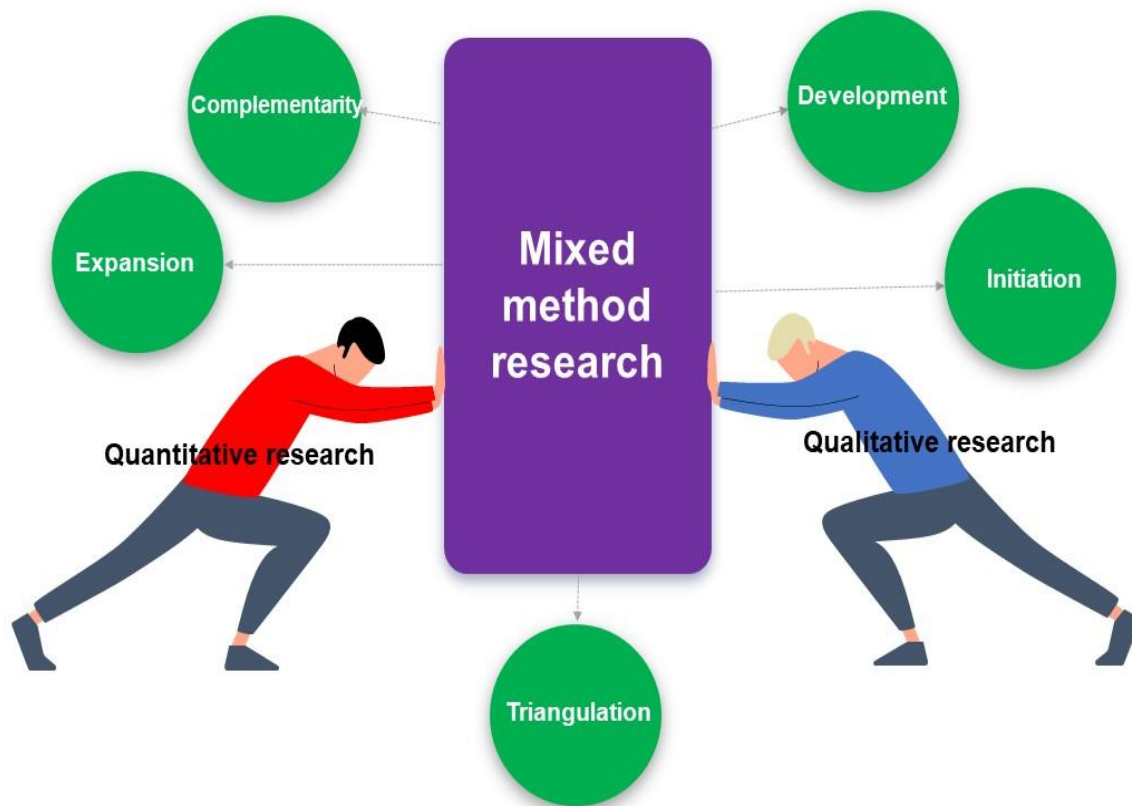 Complementarity
Development
Expansion
Mixed
method
research
Initiation
Quantitative research
Qualitative research
Triangulation